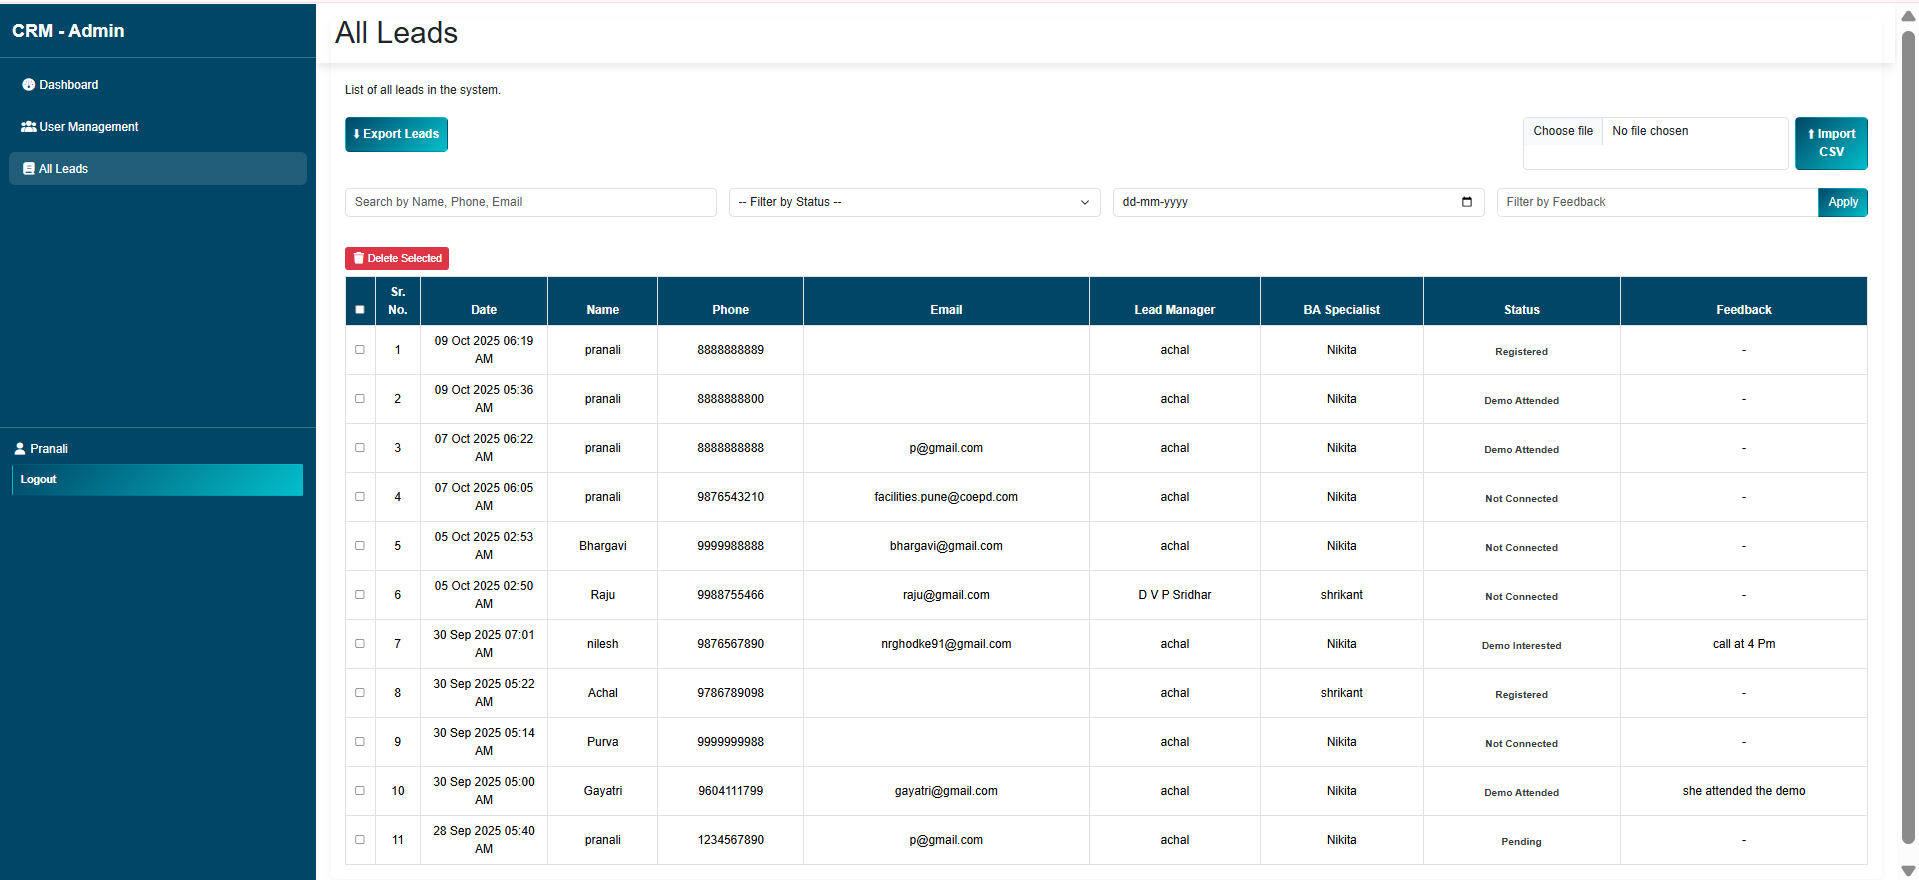 CRM - Admin
Dashboard
User Management
All Leads
Pranali
Logout
All Leads
List of all leads in the system.
Export Leads
Choose file No file chosen
Import
CSV
Search by Name, Phone, Email
-- Filter by Status --
dd-mm-yyyy
Filter by Feedback
Apply
Delete Selected
Sr. No. Date Name Phone Email Lead Manager BA Specialist Status Feedback
1 09 Oct 2025 06:19 AM pranali 8888888889 achal Nikita Registered -
2 09 Oct 2025 05:36 AM pranali 8888888800 achal Nikita Demo Attended -
3 07 Oct 2025 06:22 AM pranali 8888888888 p@gmail.com achal Nikita Demo Attended -
4 07 Oct 2025 06:05 AM pranali 9876543210 facilities.pune@coepd.com achal Nikita Not Connected -
5 05 Oct 2025 02:53 AM Bhargavi 9999988888 bhargavi@gmail.com achal Nikita Not Connected -
6 05 Oct 2025 02:50 AM Raju 9988755466 raju@gmail.com D V P Sridhar shrikant Not Connected -
7 30 Sep 2025 07:01 AM nilesh 9876567890 nrghodke91@gmail.com achal Nikita Demo Interested call at 4 Pm
8 30 Sep 2025 05:22 AM Achal 9786789098 achal shrikant Registered -
9 30 Sep 2025 05:14 AM Purva 9999999988 achal Nikita Not Connected -
10 30 Sep 2025 05:00 AM Gayatri 9604111799 gayatri@gmail.com achal Nikita Demo Attended she attended the demo
11 28 Sep 2025 05:40 AM pranali 1234567890 p@gmail.com achal Nikita Pending -